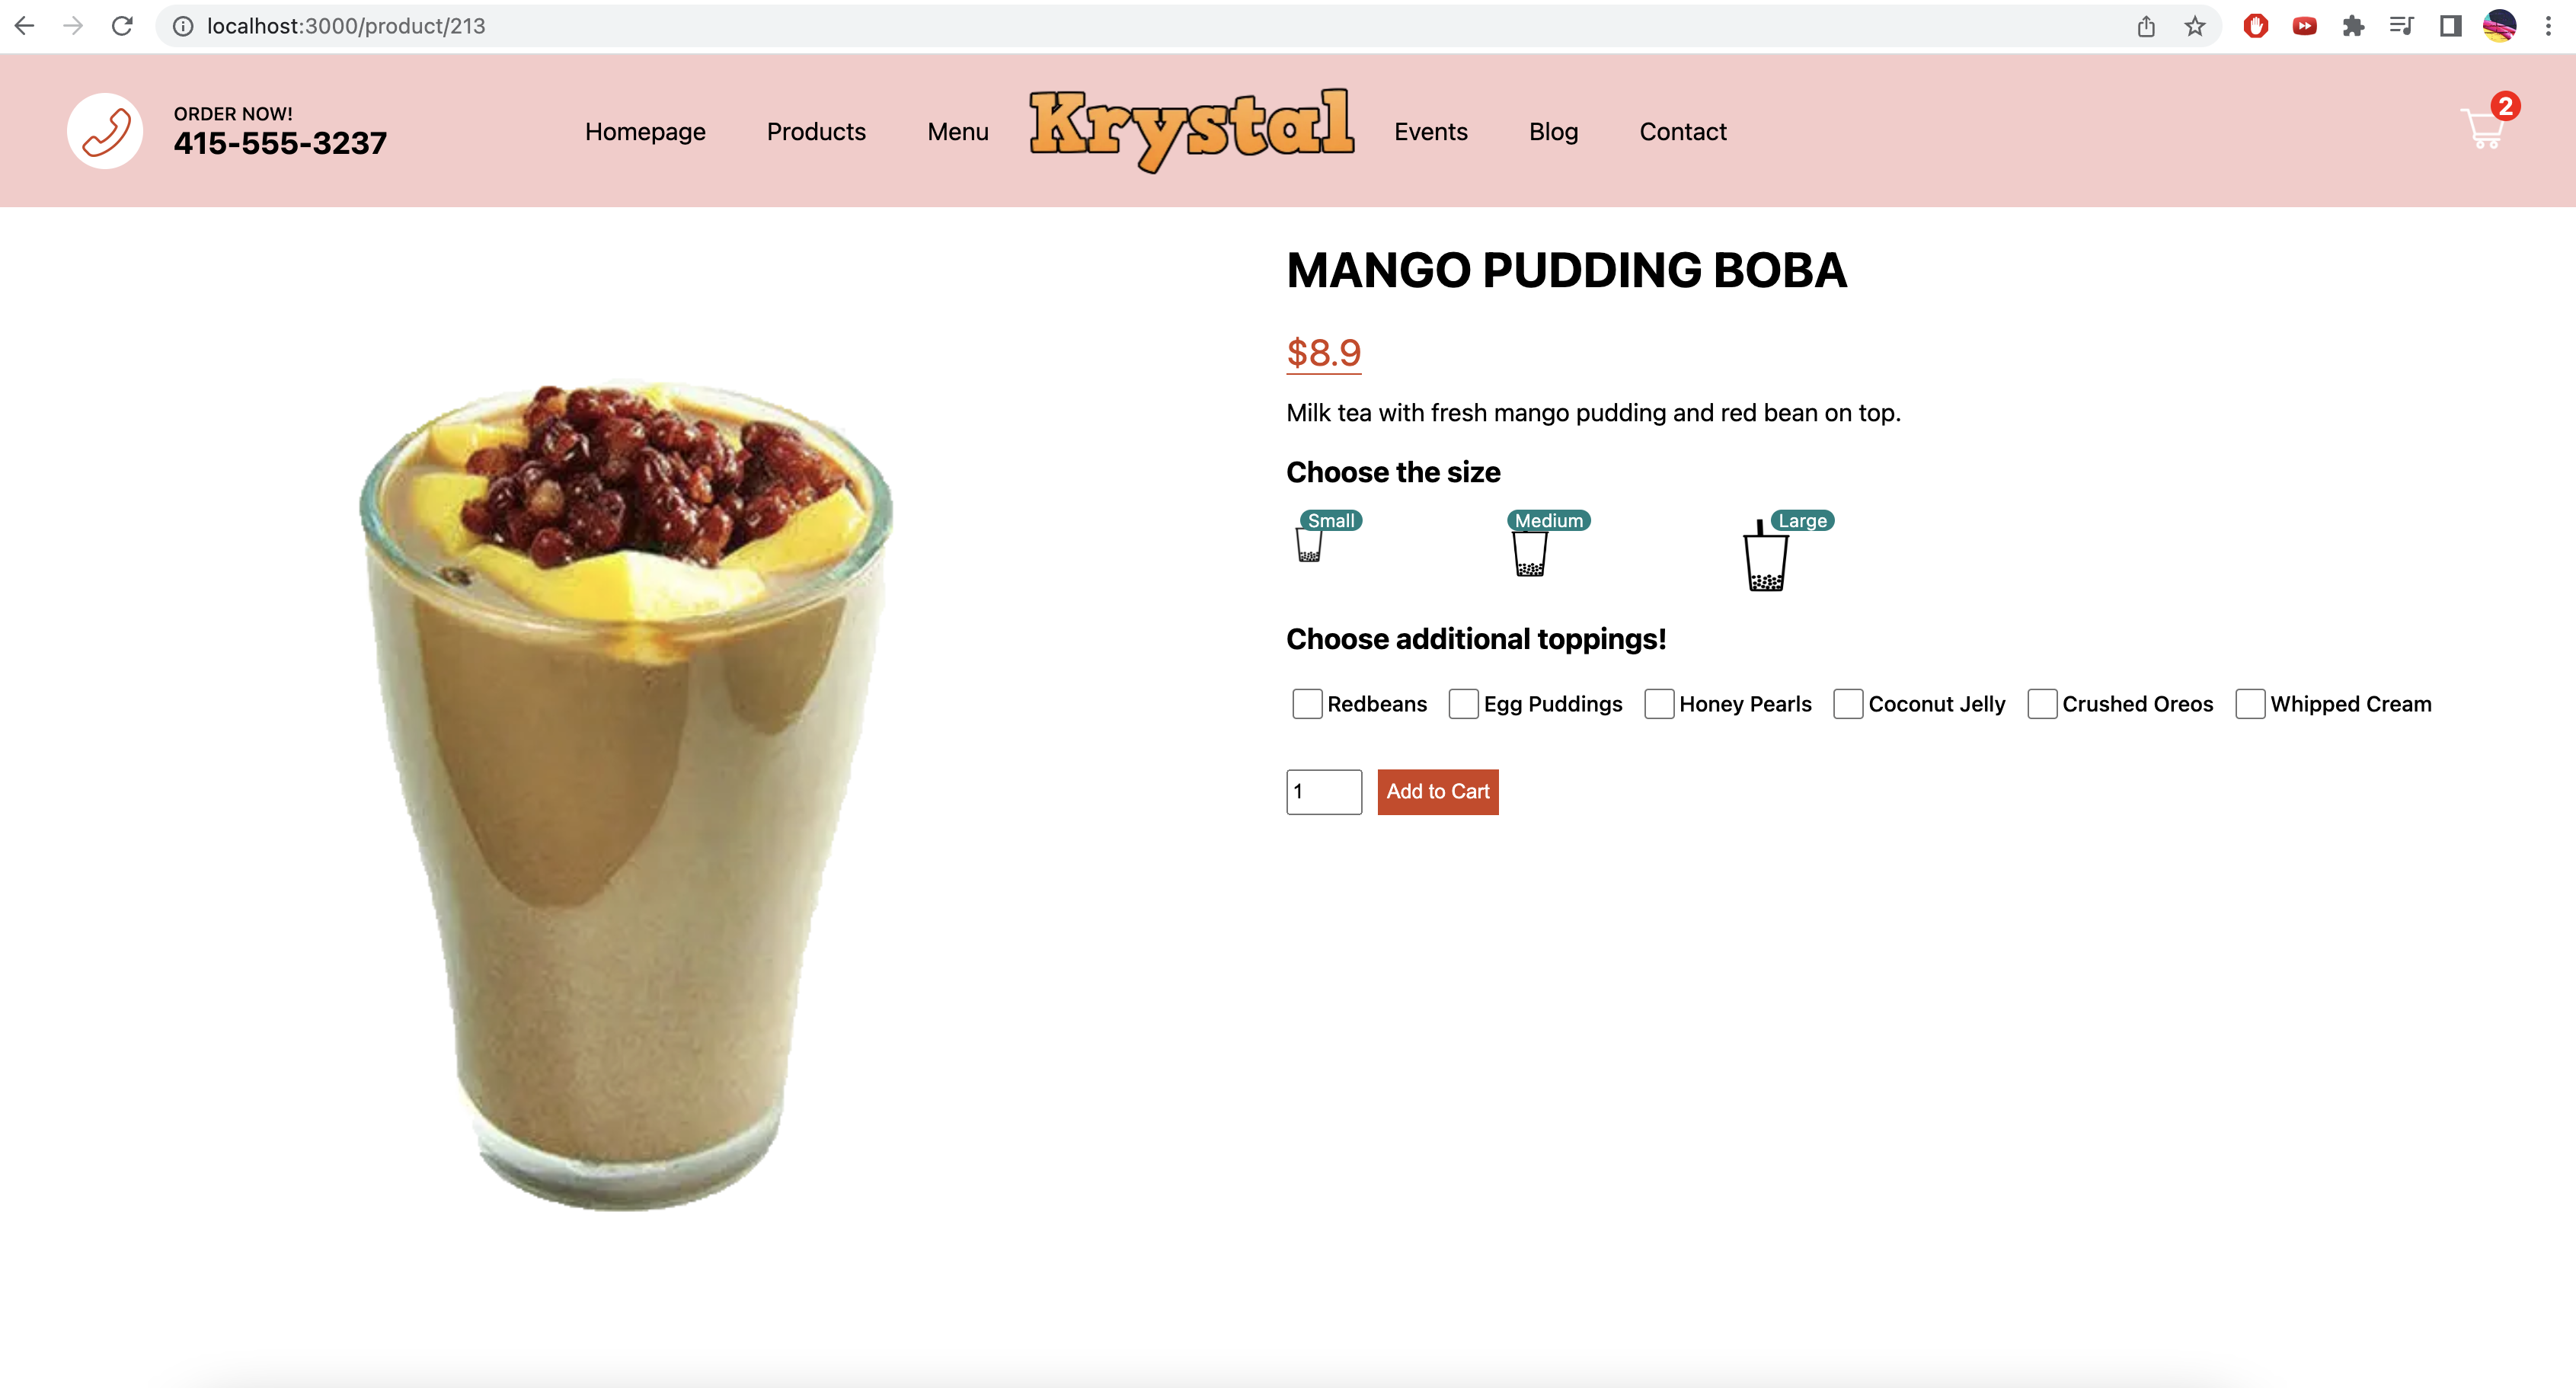 localhost:3000/product/213
ORDER NOW!
415-555-3237
Homepage
Products
Menu
Krystal
Events
Blog
Contact
2
MANGO PUDDING BOBA
$8.9
Milk tea with fresh mango pudding and red bean on top.
Choose the size
Small
Medium
Large
Choose additional toppings!
Redbeans
Egg Puddings
Honey Pearls
Coconut Jelly
Crushed Oreos
Whipped Cream
1
Add to Cart